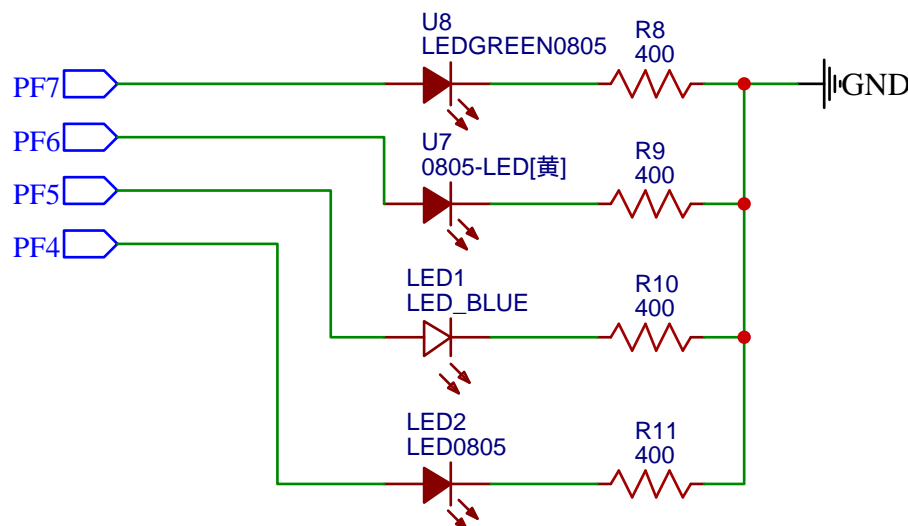 U8
LEDGREEN0805
R8
400
PF7
GND
PF6
U7
0805-LED[黄]
R9
400
PF5
PF4
LED1
LED_BLUE
R10
400
LED2
LED0805
R11
400